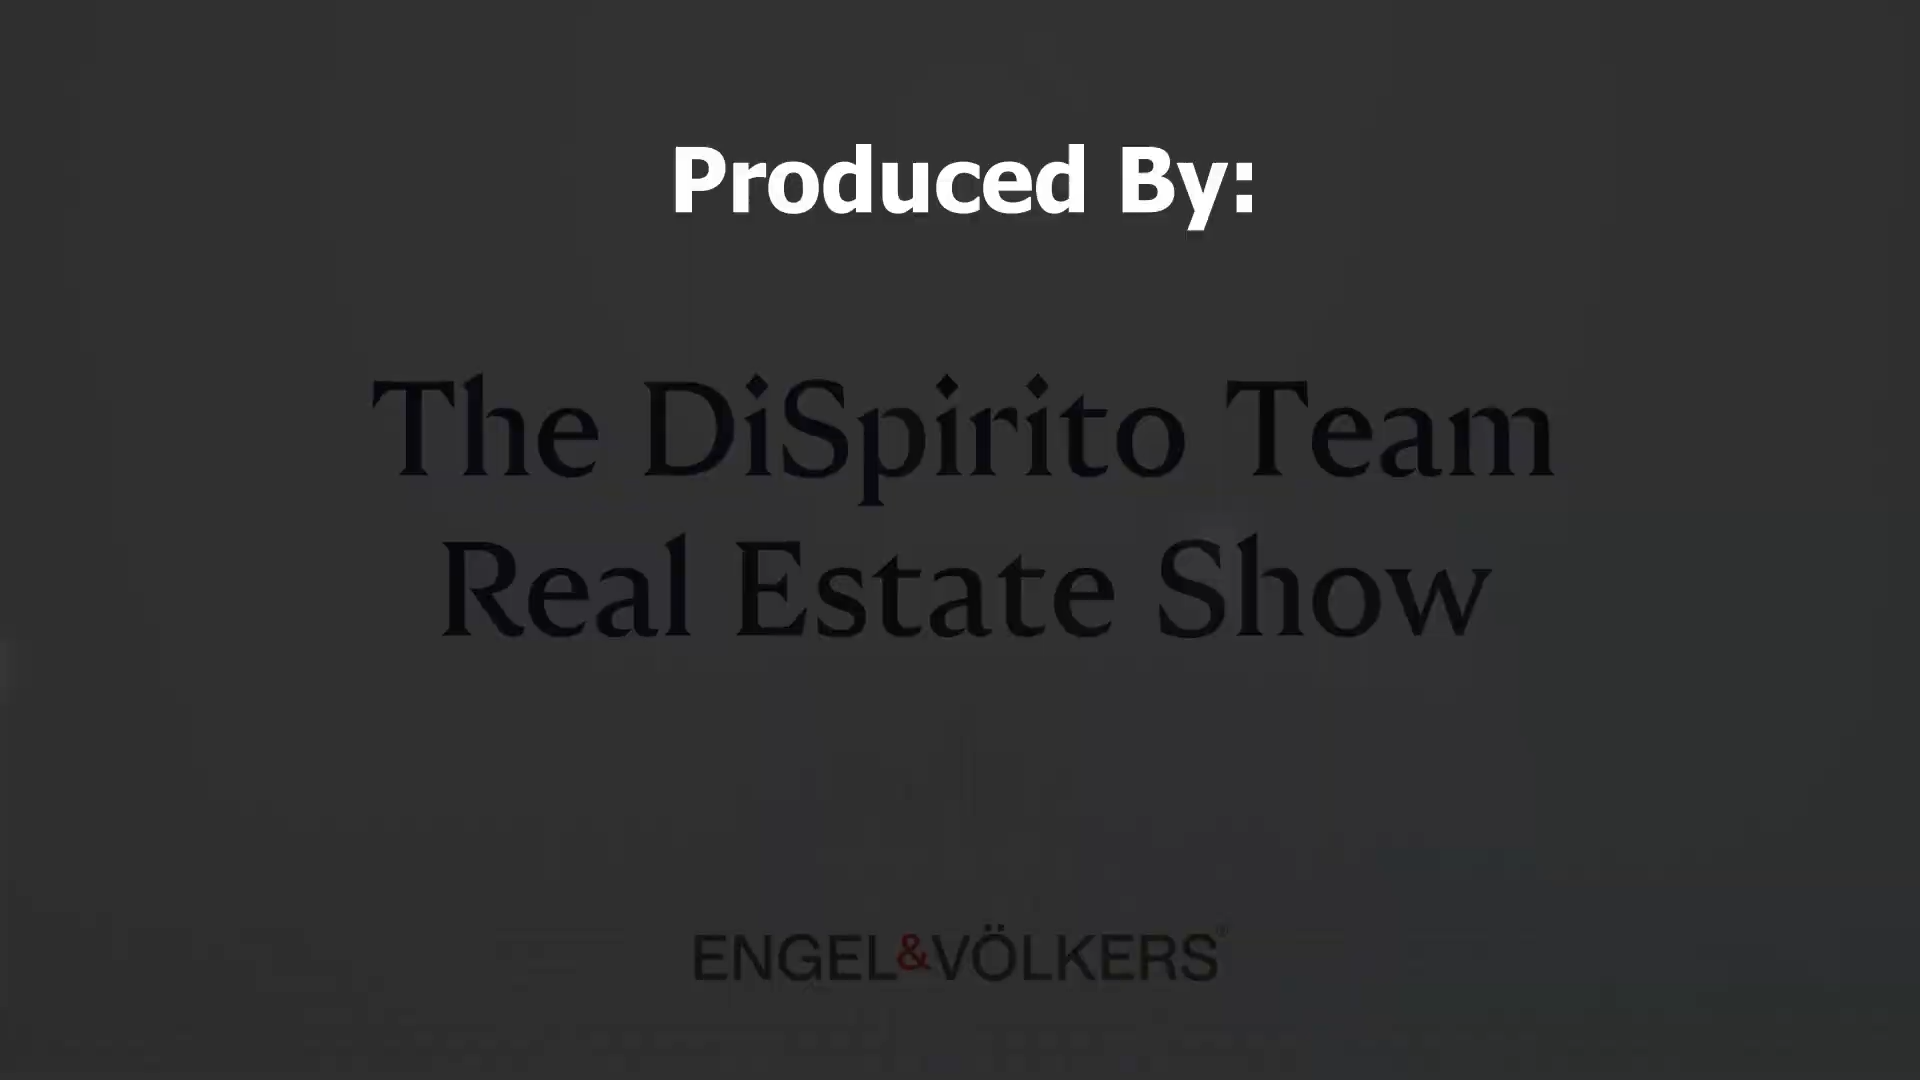 Produced By:
The DiSpirito Team
Real Estate Show
ENGEL&VÖLKERS®